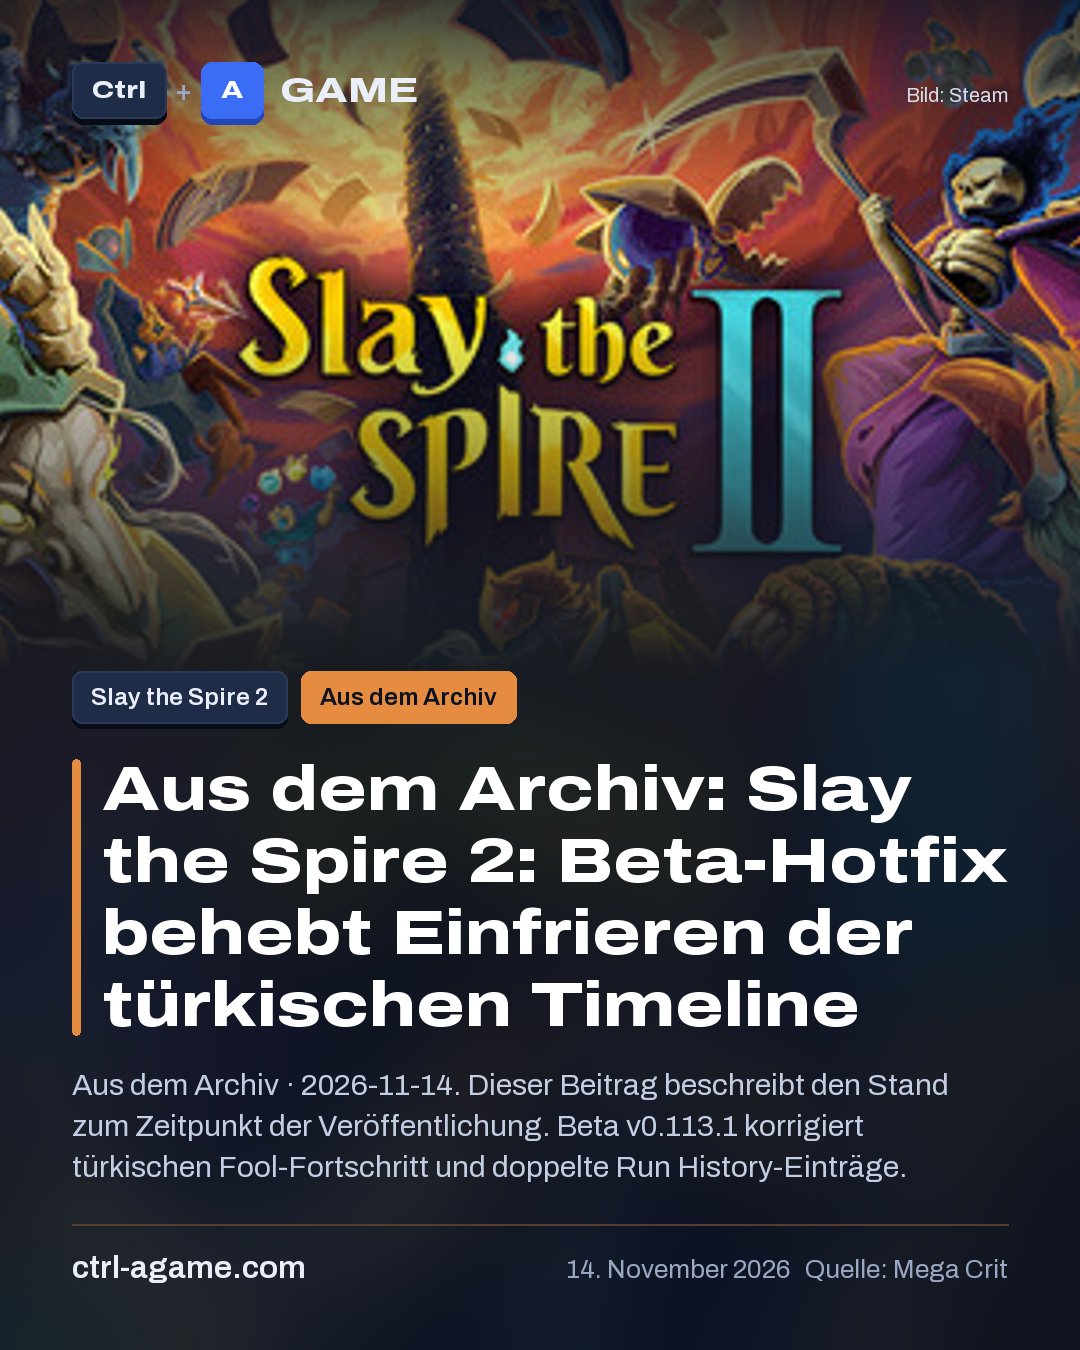 Ctrl + A GAME
Bild: Steam
Slay the
SPIRE II
Slay the Spire 2
Aus dem Archiv
Aus dem Archiv: Slay
the Spire 2: Beta-Hotfix
behebt Einfrieren der
türkischen Timeline
Aus dem Archiv · 2026-11-14. Dieser Beitrag beschreibt den Stand
zum Zeitpunkt der Veröffentlichung. Beta v0.113.1 korrigiert
türkischen Fool-Fortschritt und doppelte Run History-Einträge.
ctrl-agame.com
14. November 2026 Quelle: Mega Crit